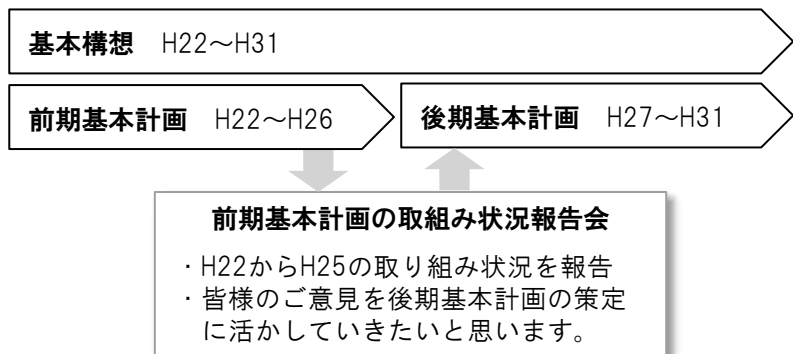 基本構想 H22～H31
前期基本計画 H22～H26
後期基本計画 H27～H31
前期基本計画の取組み状況報告会
・H22からH25の取り組み状況を報告
・皆様のご意見を後期基本計画の策定
に活かしていきたいと思います。